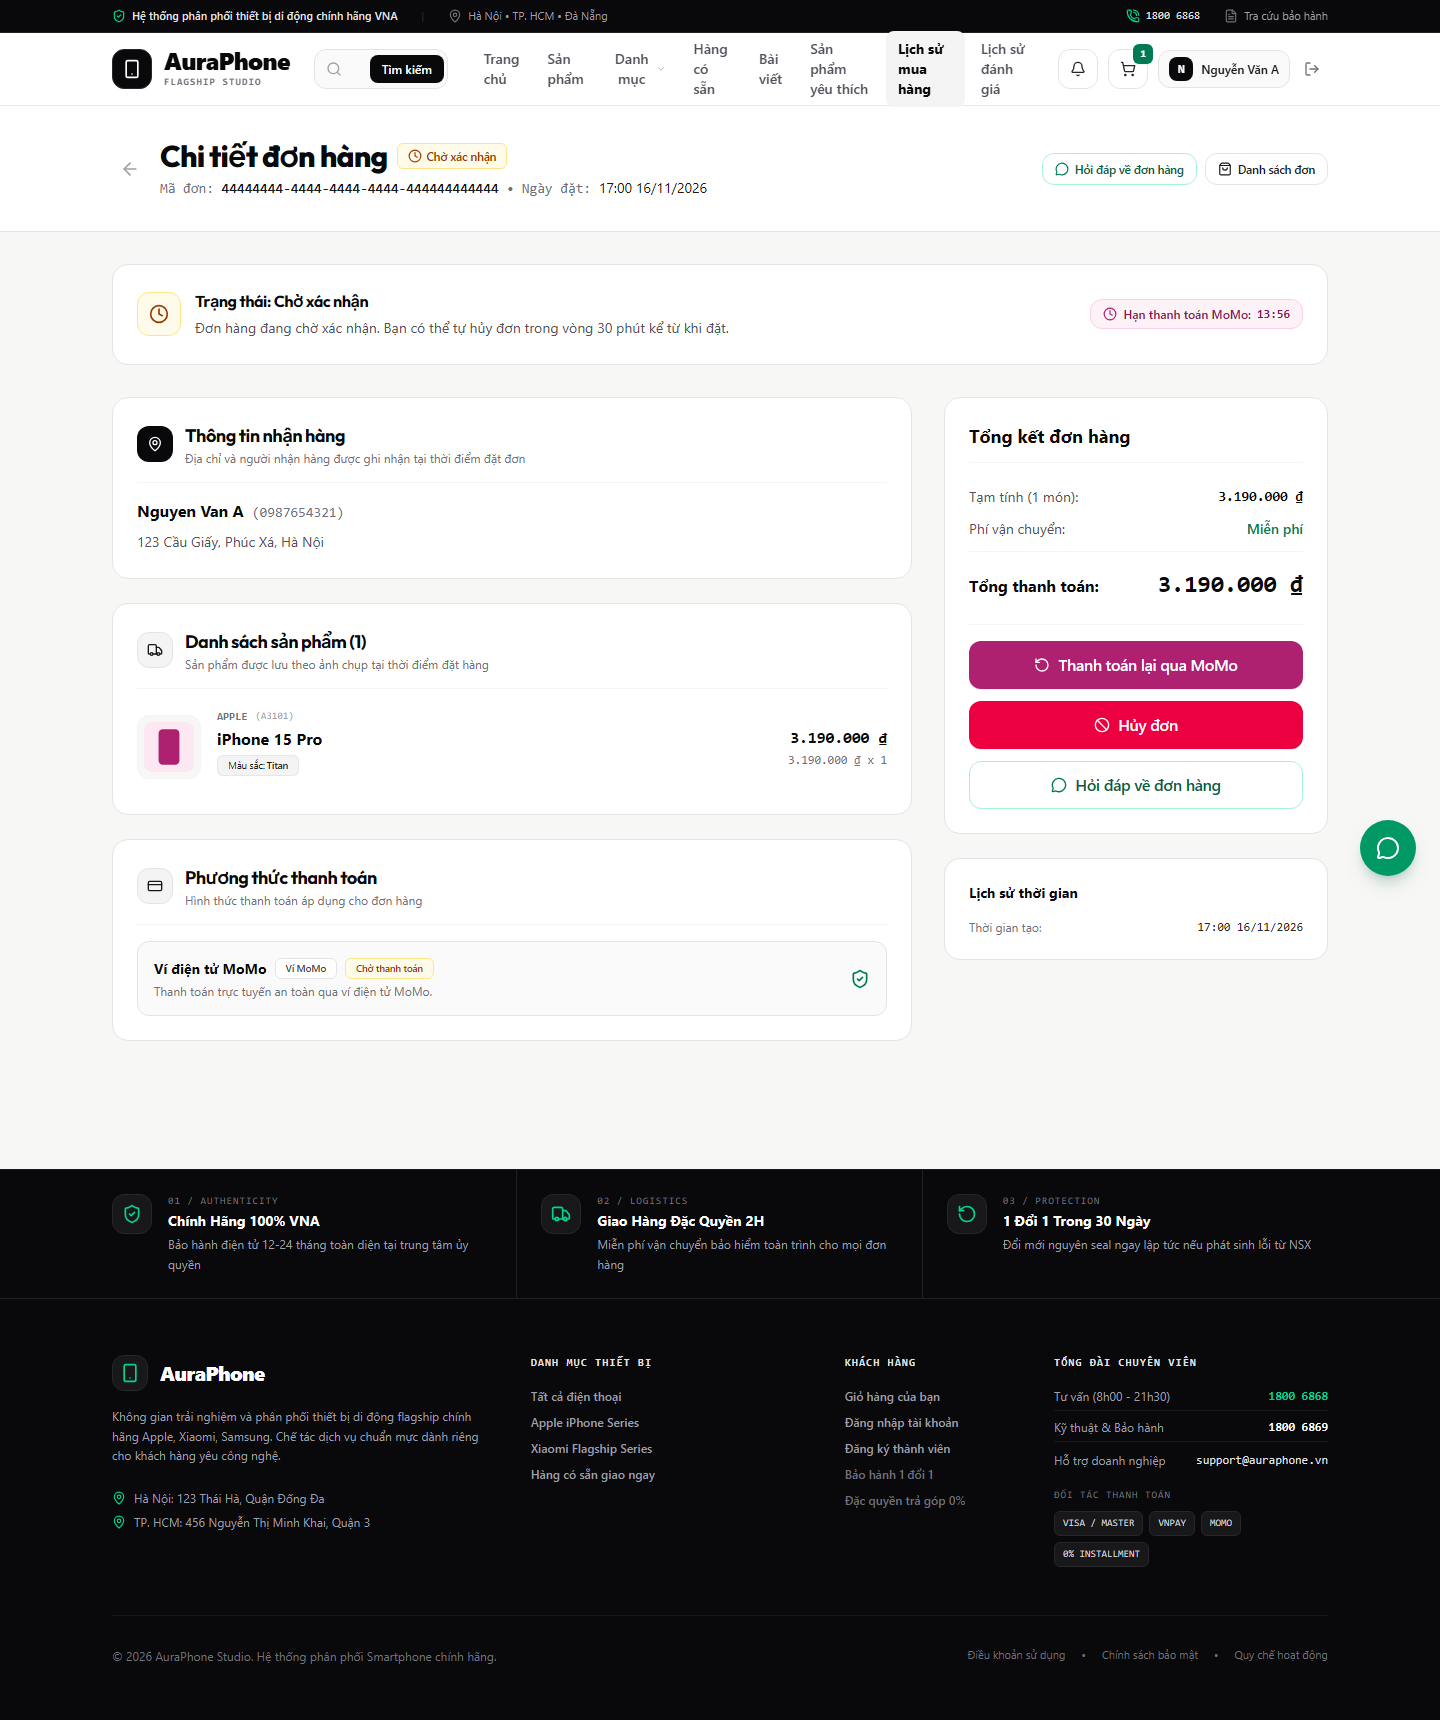 Hệ thống phân phối thiết bị di động chính hãng VNA
Hà Nội • TP. HCM • Đà Nẵng
1800 6868
Tra cứu bảo hành
AuraPhone
FLAGSHIP STUDIO
Tìm kiếm
Trang chủ
Sản phẩm
Danh mục
Hàng có sẵn
Bài viết
Sản phẩm yêu thích
Lịch sử mua hàng
Lịch sử đánh giá
1
N
Nguyễn Văn A
Chi tiết đơn hàng
Chờ xác nhận
Mã đơn: 44444444-4444-4444-4444-444444444444 • Ngày đặt: 17:00 16/11/2026
Hỏi đáp về đơn hàng
Danh sách đơn
Trạng thái: Chờ xác nhận
Đơn hàng đang chờ xác nhận. Bạn có thể tự hủy đơn trong vòng 30 phút kể từ khi đặt.
Hạn thanh toán MoMo: 13:56
Thông tin nhận hàng
Địa chỉ và người nhận hàng được ghi nhận tại thời điểm đặt đơn
Nguyen Van A (0987654321)
123 Cầu Giấy, Phúc Xá, Hà Nội
Danh sách sản phẩm (1)
Sản phẩm được lưu theo ảnh chụp tại thời điểm đặt hàng
APPLE (A3101)
iPhone 15 Pro
Màu sắc: Titan
3.190.000 ₫
3.190.000 ₫ x 1
Phương thức thanh toán
Hình thức thanh toán áp dụng cho đơn hàng
Ví điện tử MoMo
Ví MoMo
Chờ thanh toán
Thanh toán trực tuyến an toàn qua ví điện tử MoMo.
Tổng kết đơn hàng
Tạm tính (1 món): 3.190.000 ₫
Phí vận chuyển: Miễn phí
Tổng thanh toán: 3.190.000 ₫
Thanh toán lại qua MoMo
Hủy đơn
Hỏi đáp về đơn hàng
Lịch sử thời gian
Thời gian tạo: 17:00 16/11/2026
01 / AUTHENTICITY
Chính Hãng 100% VNA
Bảo hành điện tử 12-24 tháng toàn diện tại trung tâm ủy
quyền
02 / LOGISTICS
Giao Hàng Đặc Quyền 2H
Miễn phí vận chuyển bảo hiểm toàn trình cho mọi đơn
hàng
03 / PROTECTION
1 Đổi 1 Trong 30 Ngày
Đổi mới nguyên seal ngay lập tức nếu phát sinh lỗi từ NSX
AuraPhone
Không gian trải nghiệm và phân phối thiết bị di động flagship chính
hãng Apple, Xiaomi, Samsung. Chế tác dịch vụ chuẩn mực dành riêng
cho khách hàng yêu công nghệ.
Hà Nội: 123 Thái Hà, Quận Đống Đa
TP. HCM: 456 Nguyễn Thị Minh Khai, Quận 3
DANH MỤC THIẾT BỊ
Tất cả điện thoại
Apple iPhone Series
Xiaomi Flagship Series
Hàng có sẵn giao ngay
KHÁCH HÀNG
Giỏ hàng của bạn
Đăng nhập tài khoản
Đăng ký thành viên
Bảo hành 1 đổi 1
Đặc quyền trả góp 0%
TỔNG ĐÀI CHUYÊN VIÊN
Tư vấn (8h00 - 21h30) 1800 6868
Kỹ thuật & Bảo hành 1800 6869
Hỗ trợ doanh nghiệp support@auraphone.vn
ĐỐI TÁC THANH TOÁN
VISA / MASTER
VNPAY
MOMO
0% INSTALLMENT
© 2026 AuraPhone Studio. Hệ thống phân phối Smartphone chính hãng.
Điều khoản sử dụng • Chính sách bảo mật • Quy chế hoạt động